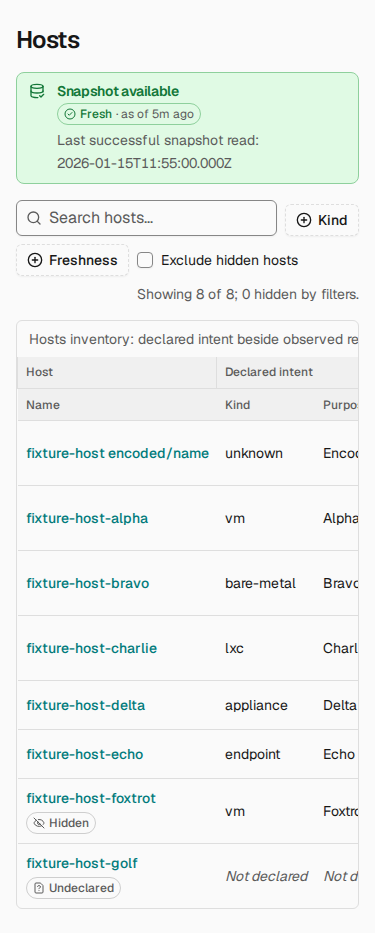 Hosts
Snapshot available
Fresh · as of 5m ago
Last successful snapshot read:
2026-01-15T11:55:00.000Z
Search hosts...
Kind
Freshness
Exclude hidden hosts
Showing 8 of 8; 0 hidden by filters.
Hosts inventory: declared intent beside observed re
Host Declared intent
Name Kind Purpo
fixture-host encoded/name unknown Encod
fixture-host-alpha vm Alpha
fixture-host-bravo bare-metal Bravo
fixture-host-charlie lxc Charl
fixture-host-delta appliance Delta
fixture-host-echo endpoint Echo
fixture-host-foxtrot vm Foxtro
Hidden
fixture-host-golf Not declared Not d
Undeclared